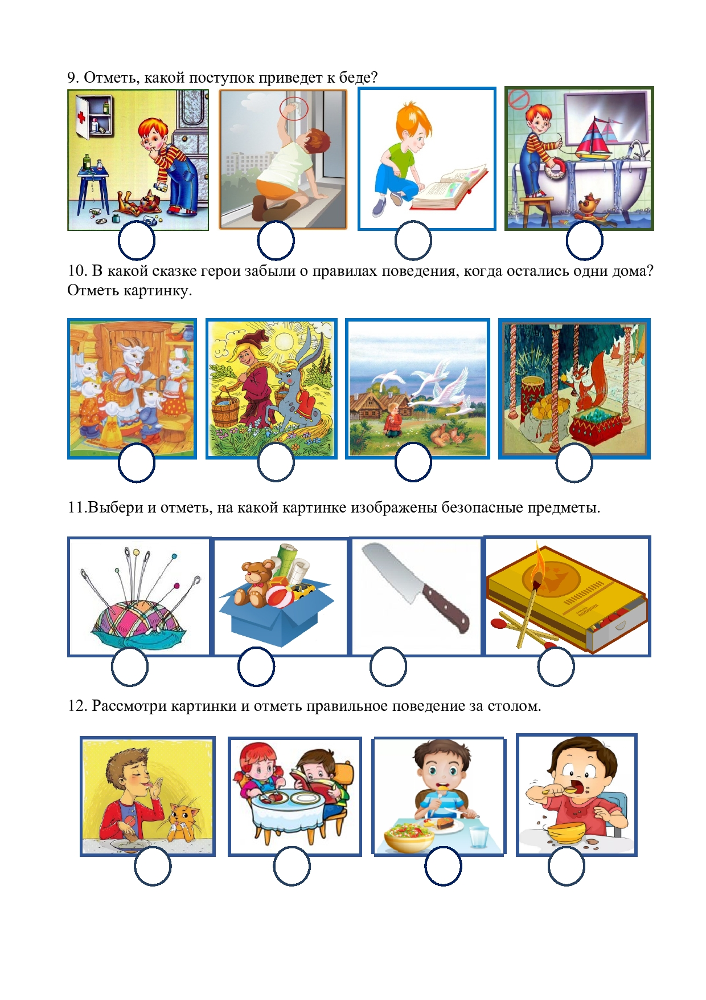 9. Отметь, какой поступок приведет к беде?
10. В какой сказке герои забыли о правилах поведения, когда остались одни дома?
Отметь картинку.
11.Выбери и отметь, на какой картинке изображены безопасные предметы.
12. Рассмотри картинки и отметь правильное поведение за столом.